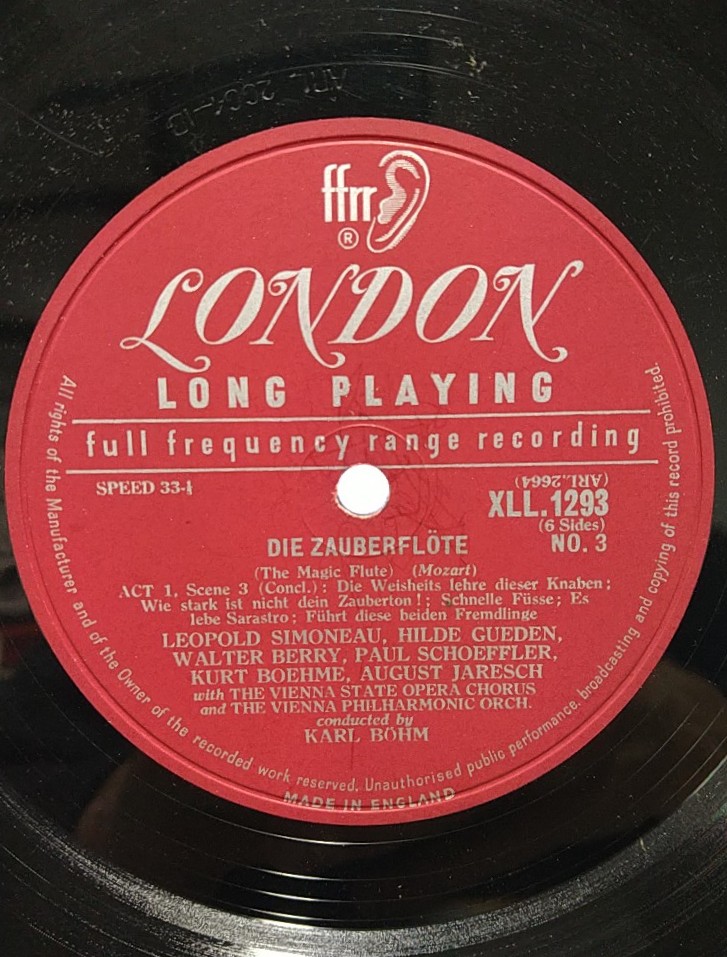 ARL 2664-1D
ffrr
®
LONDON
LONG PLAYING
full frequency range recording
SPEED 33-⅓
(ARL.2664)
XLL.1293
(6 Sides)
NO. 3
DIE ZAUBERFLÖTE
(The Magic Flute) (Mozart)
ACT 1, Scene 3 (Concl.): Die Weisheits lehre dieser Knaben;
Wie stark ist nicht dein Zauberton!; Schnelle Füsse; Es
lebe Sarastro; Führt diese beiden Fremdlinge
LEOPOLD SIMONEAU, HILDE GUEDEN,
WALTER BERRY, PAUL SCHOEFFLER,
KURT BOEHME, AUGUST JARESCH
with THE VIENNA STATE OPERA CHORUS
and THE VIENNA PHILHARMONIC ORCH.
conducted by
KARL BÖHM
All rights of the Manufacturer and of the Owner of the recorded work reserved. Unauthorised public performance, broadcasting and copying of this record prohibited.
MADE IN ENGLAND